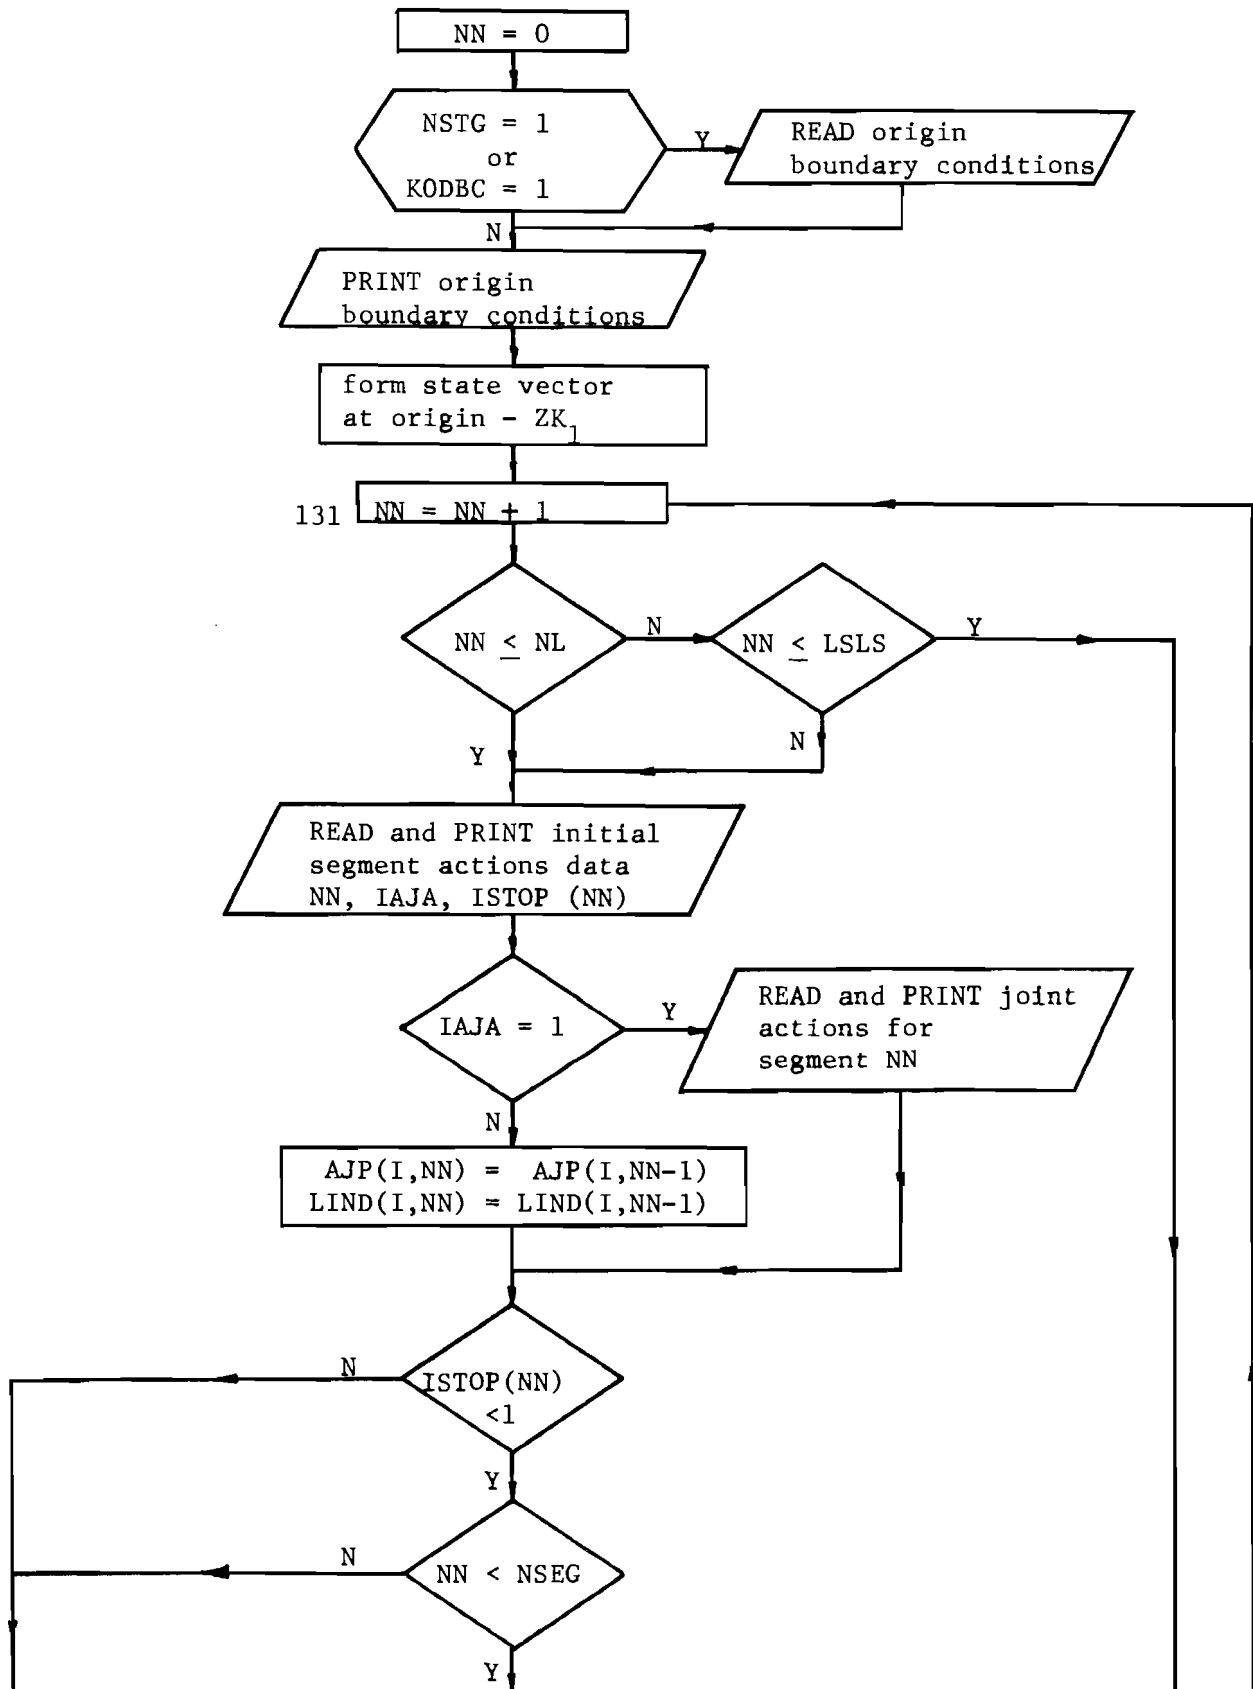 NN = 0
NSTG = 1
or
KODBC = 1
Y
READ origin
boundary conditions
N
PRINT origin
boundary conditions
form state vector
at origin - ZK1
131
NN = NN + 1
NN ≤ NL
N
NN ≤ LSLS
Y
Y
N
READ and PRINT initial
segment actions data
NN, IAJA, ISTOP (NN)
IAJA = 1
Y
READ and PRINT joint
actions for
segment NN
N
AJP(I,NN) = AJP(I,NN-1)
LIND(I,NN) = LIND(I,NN-1)
N
ISTOP(NN)
<1
Y
N
NN < NSEG
Y